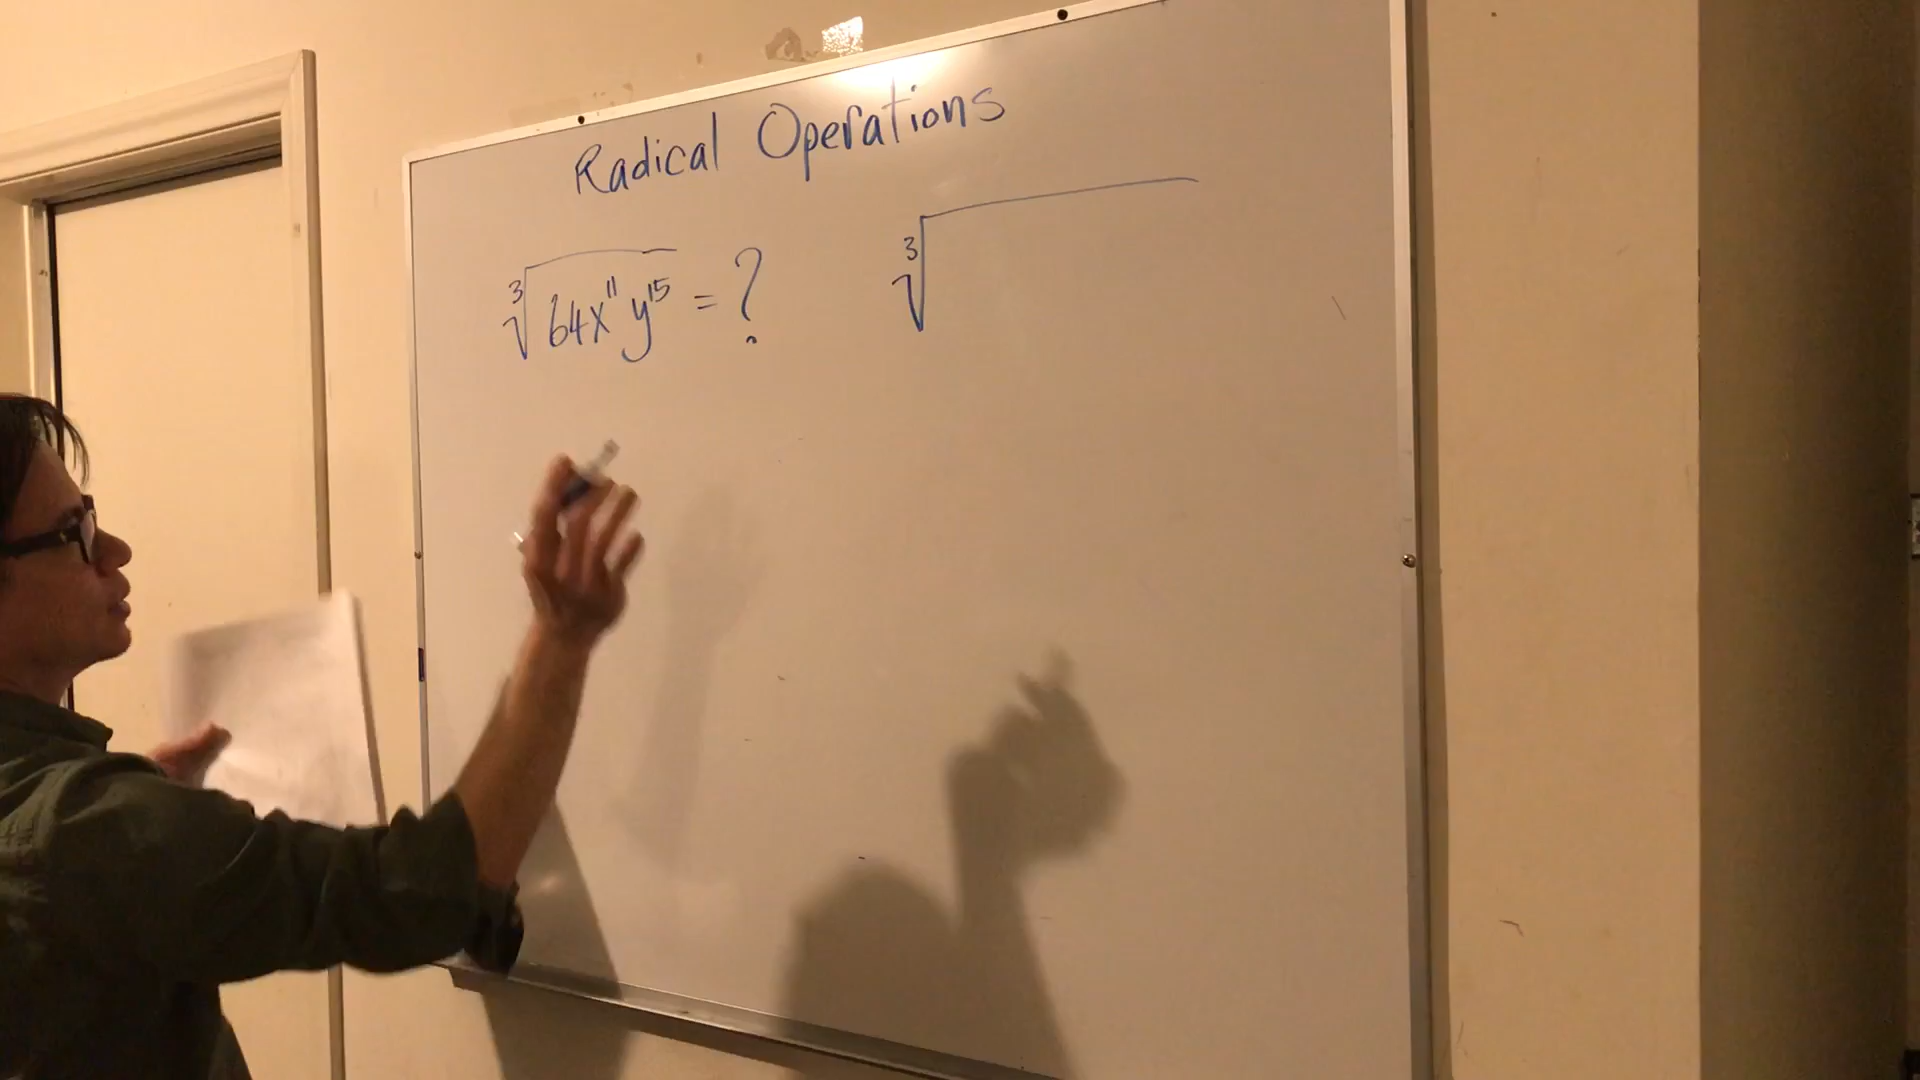 Radical Operations
∛(64x¹¹y¹⁵) = ?
∛